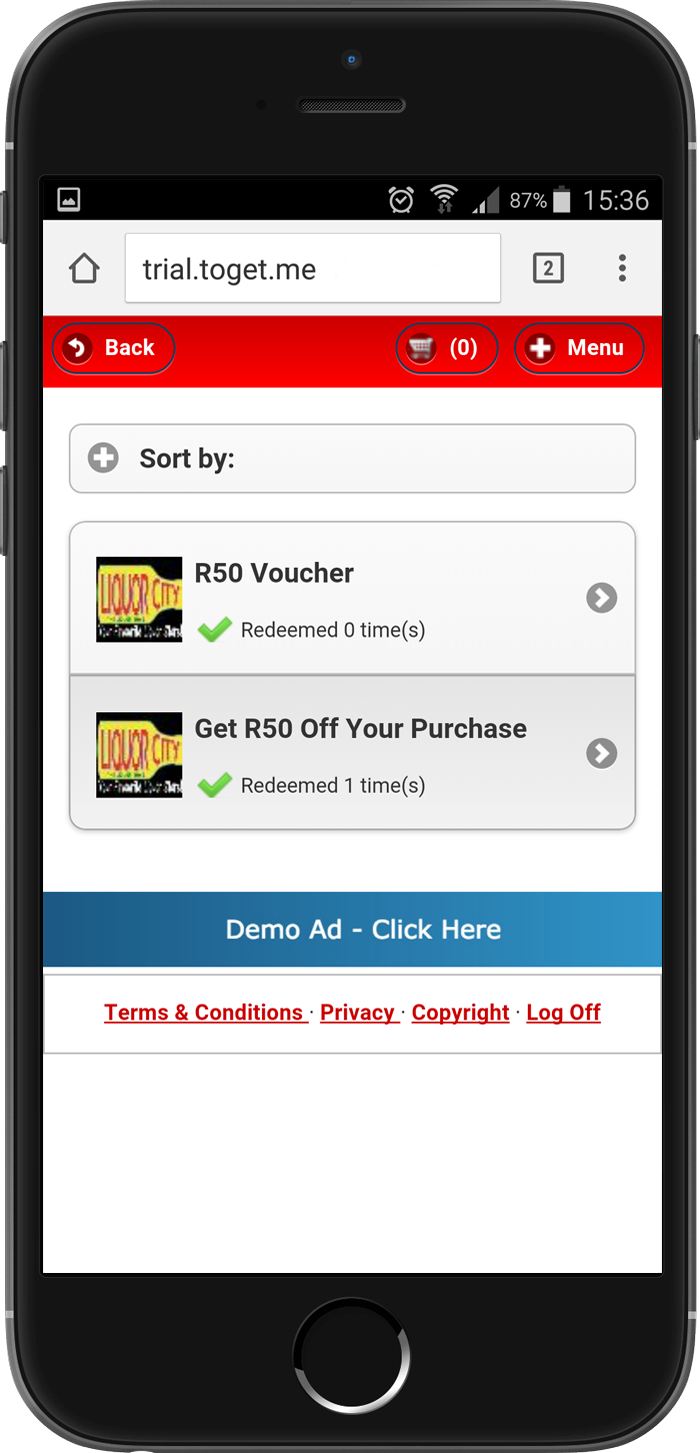 87% 15:36
trial.toget.me 2
Back (0) Menu
Sort by:
LIQUOR CITY
R50 Voucher
Redeemed 0 time(s)
LIQUOR CITY
Get R50 Off Your Purchase
Redeemed 1 time(s)
Demo Ad - Click Here
Terms & Conditions · Privacy · Copyright · Log Off